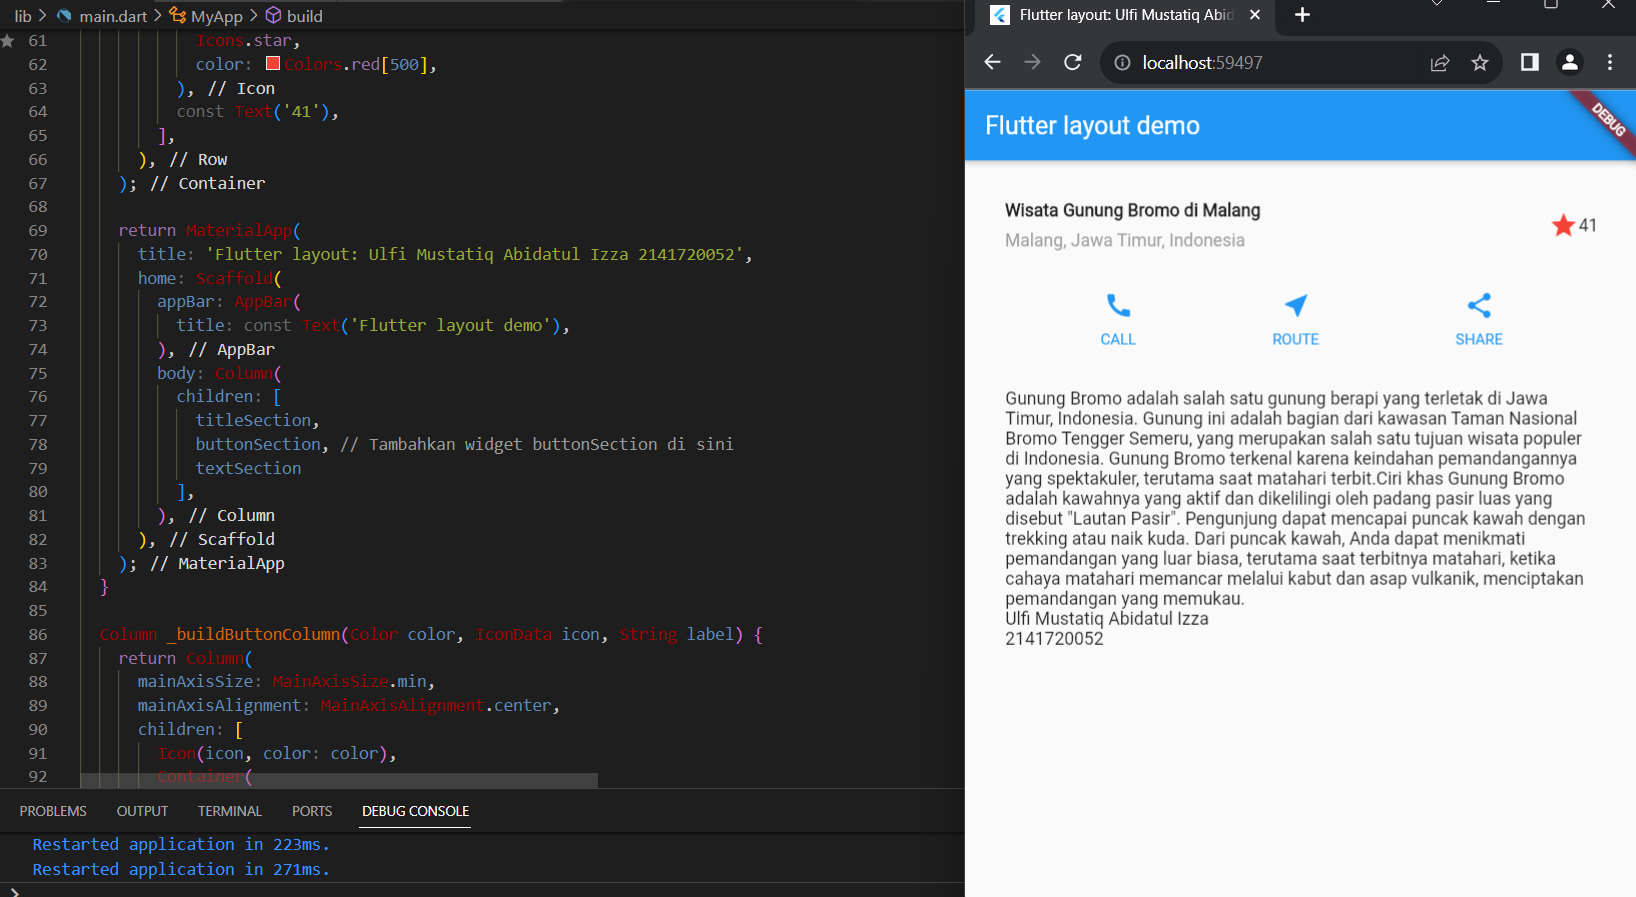 lib > main.dart > MyApp > build
61 Icons.star,
62 color: Colors.red[500],
63 ), // Icon
64 const Text('41'),
65 ],
66 ), // Row
67 ); // Container
68
69 return MaterialApp(
70 title: 'Flutter layout: Ulfi Mustatiq Abidatul Izza 2141720052',
71 home: Scaffold(
72 appBar: AppBar(
73 title: const Text('Flutter layout demo'),
74 ), // AppBar
75 body: Column(
76 children: [
77 titleSection,
78 buttonSection, // Tambahkan widget buttonSection di sini
79 textSection
80 ],
81 ), // Column
82 ), // Scaffold
83 ); // MaterialApp
84 }
85
86 Column _buildButtonColumn(Color color, IconData icon, String label) {
87 return Column(
88 mainAxisSize: MainAxisSize.min,
89 mainAxisAlignment: MainAxisAlignment.center,
90 children: [
91 Icon(icon, color: color),
92 Container(
PROBLEMS OUTPUT TERMINAL PORTS DEBUG CONSOLE
Restarted application in 223ms.
Restarted application in 271ms.
>
Flutter layout: Ulfi Mustatiq Abid
localhost:59497
Flutter layout demo
DEBUG
Wisata Gunung Bromo di Malang
Malang, Jawa Timur, Indonesia
41
CALL ROUTE SHARE
Gunung Bromo adalah salah satu gunung berapi yang terletak di Jawa
Timur, Indonesia. Gunung ini adalah bagian dari kawasan Taman Nasional
Bromo Tengger Semeru, yang merupakan salah satu tujuan wisata populer
di Indonesia. Gunung Bromo terkenal karena keindahan pemandangannya
yang spektakuler, terutama saat matahari terbit.Ciri khas Gunung Bromo
adalah kawahnya yang aktif dan dikelilingi oleh padang pasir luas yang
disebut "Lautan Pasir". Pengunjung dapat mencapai puncak kawah dengan
trekking atau naik kuda. Dari puncak kawah, Anda dapat menikmati
pemandangan yang luar biasa, terutama saat terbitnya matahari, ketika
cahaya matahari memancar melalui kabut dan asap vulkanik, menciptakan
pemandangan yang memukau.
Ulfi Mustatiq Abidatul Izza
2141720052